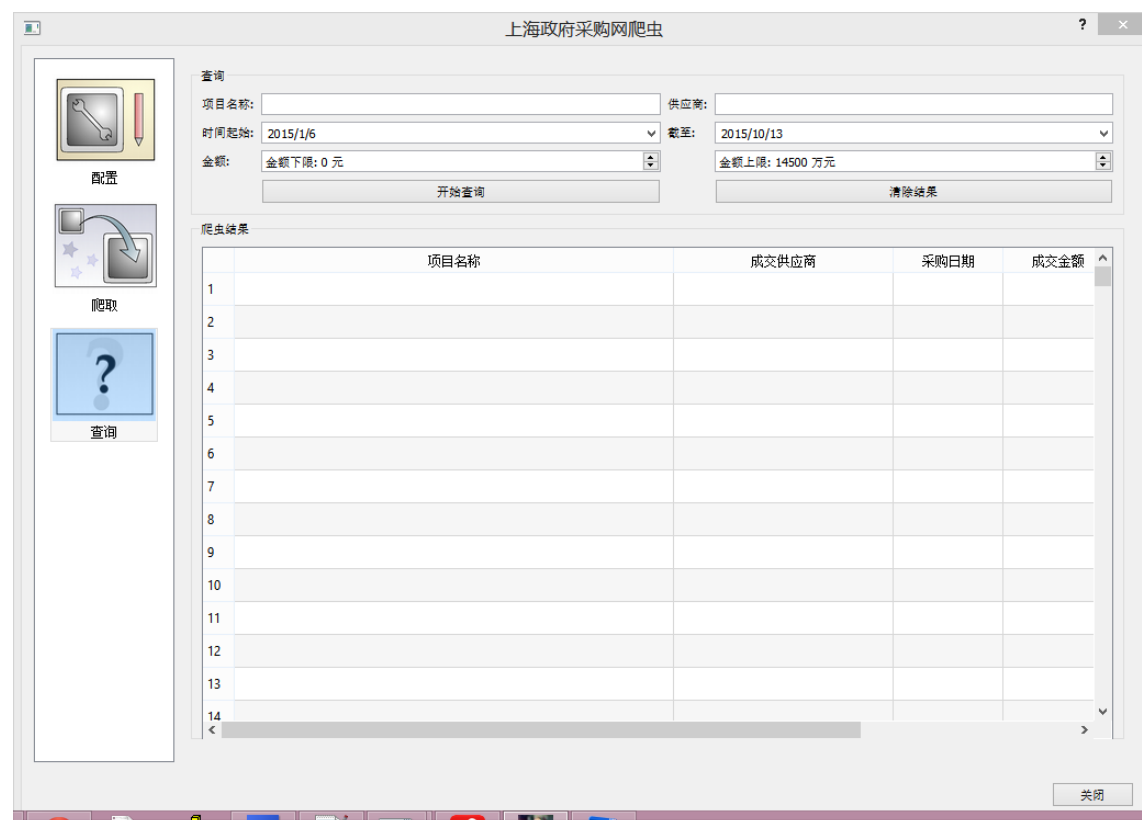 上海政府采购网爬虫
?
配置
爬取
查询
查询
项目名称: 供应商:
时间起始: 2015/1/6 截至: 2015/10/13
金额: 金额下限: 0 元 金额上限: 14500 万元
开始查询 清除结果
爬虫结果
项目名称 成交供应商 采购日期 成交金额
1
2
3
4
5
6
7
8
9
10
11
12
13
14
关闭